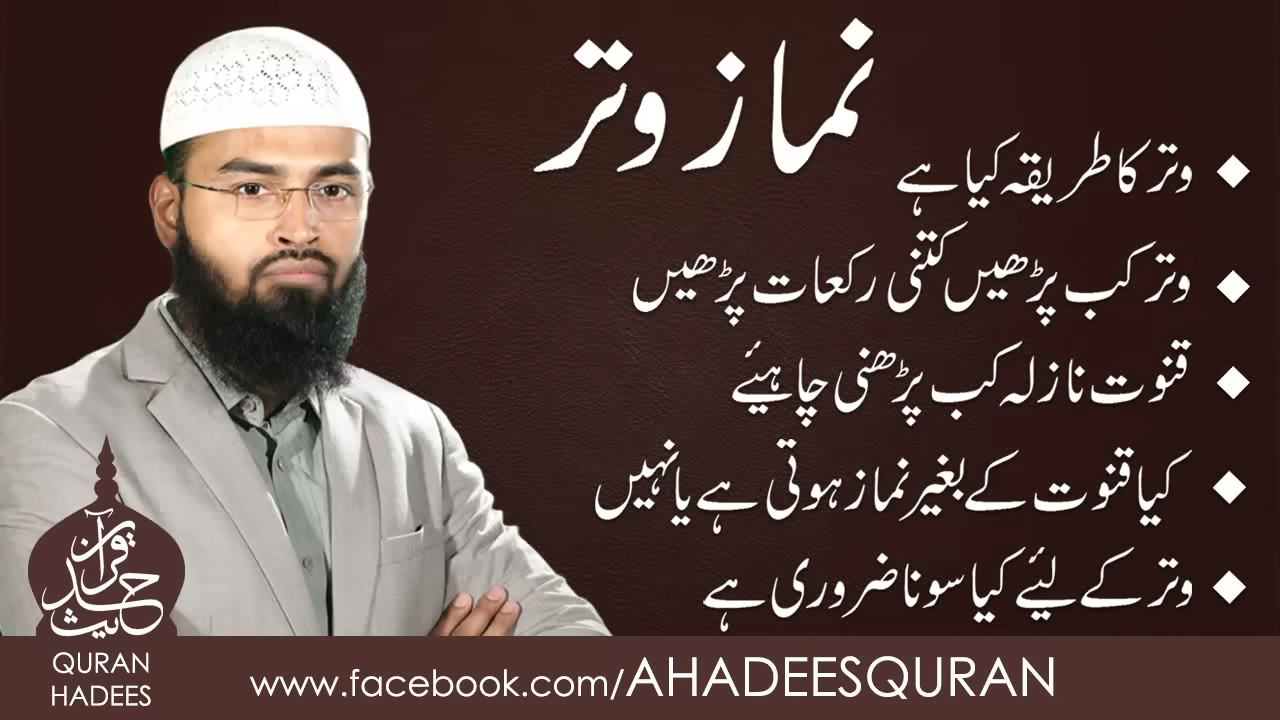 نماز وتر
وتر کا طریقہ کیا ہے
وتر کب پڑھیں کتنی رکعات پڑھیں
قنوت نازلہ کب پڑھنی چاہیئے
کیا قنوت کے بغیر نماز ہوتی ہے یا نہیں
وتر کے لیئے کیا سونا ضروری ہے
قرآن
حدیث
QURAN
HADEES
www.facebook.com/AHADEESQURAN